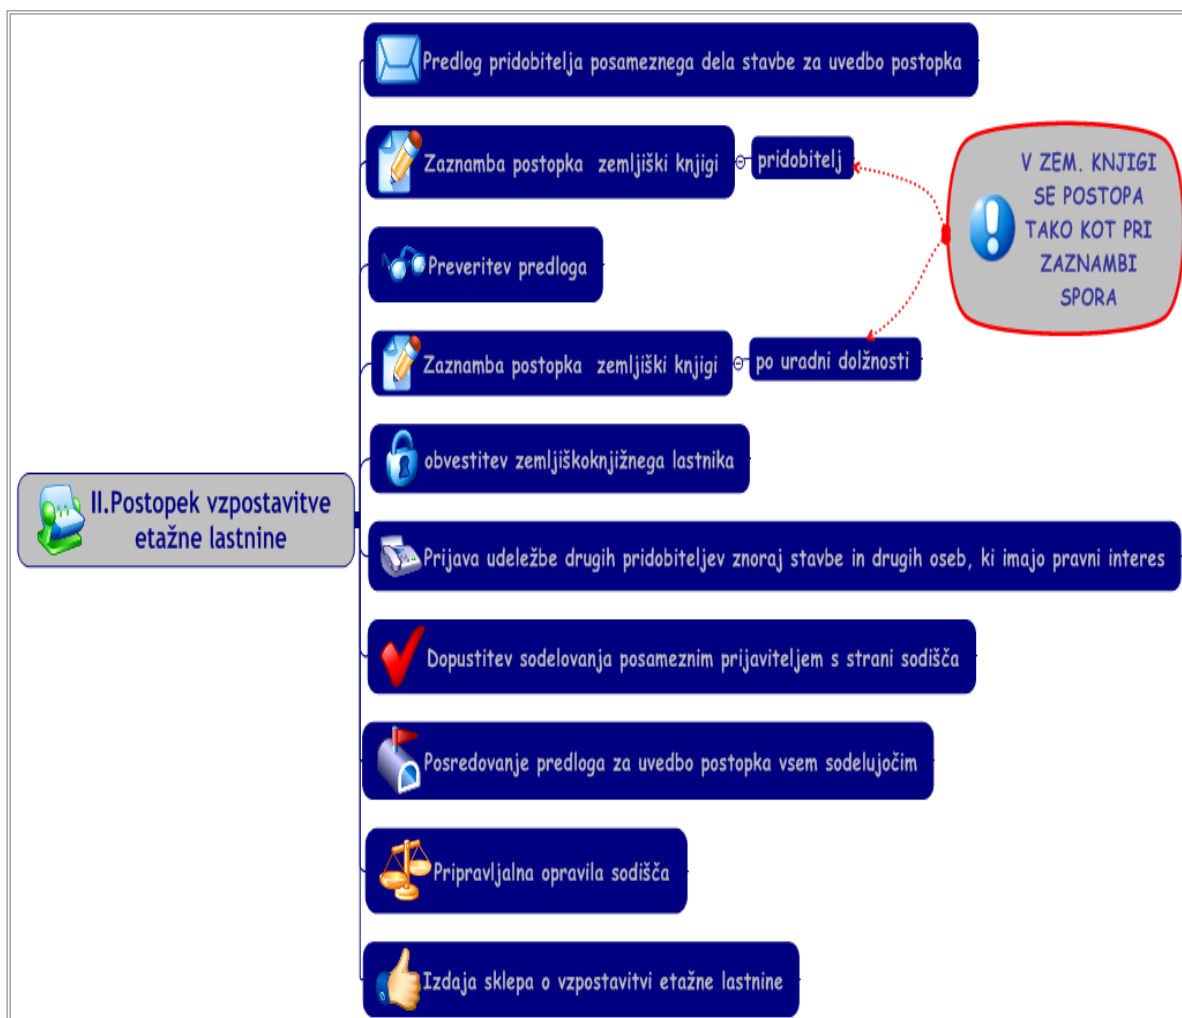 Predlog pridobitelja posameznega dela stavbe za uvedbo postopka
Zaznamba postopka zemljiški knjigi
pridobitelj
V ZEM. KNJIGI
SE POSTOPA
TAKO KOT PRI
ZAZNAMBI
SPORA
Preveritev predloga
Zaznamba postopka zemljiški knjigi
po uradni dolžnosti
obvestitev zemljiškoknjižnega lastnika
II.Postopek vzpostavitve
etažne lastnine
Prijava udeležbe drugih pridobiteljev znoraj stavbe in drugih oseb, ki imajo pravni interes
Dopustitev sodelovanja posameznim prijaviteljem s strani sodišča
Posredovanje predloga za uvedbo postopka vsem sodelujočim
Pripravljalna opravila sodišča
Izdaja sklepa o vzpostavitvi etažne lastnine